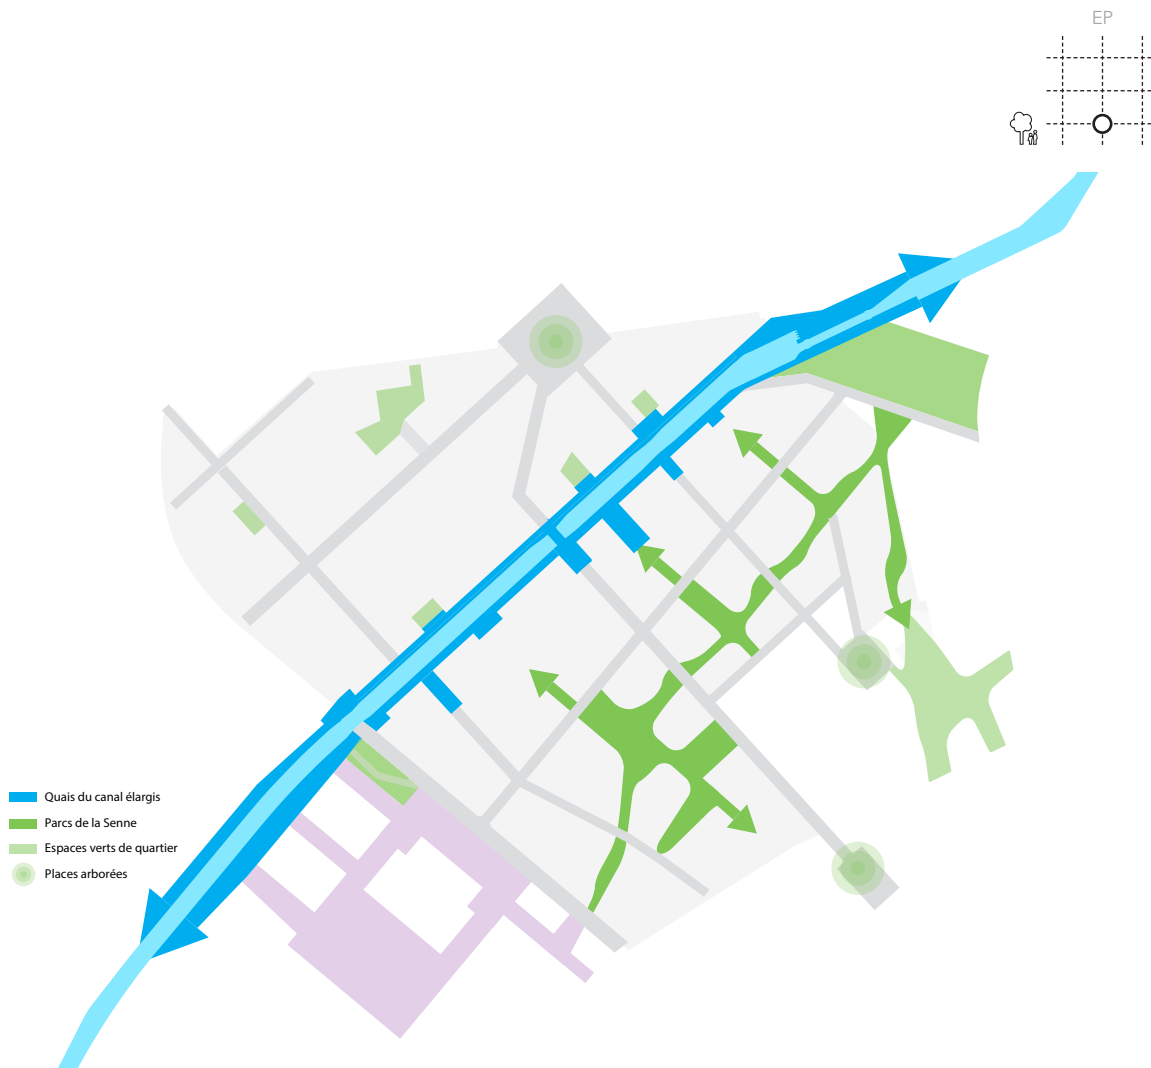 EP
Quais du canal élargis
Parcs de la Senne
Espaces verts de quartier
Places arborées